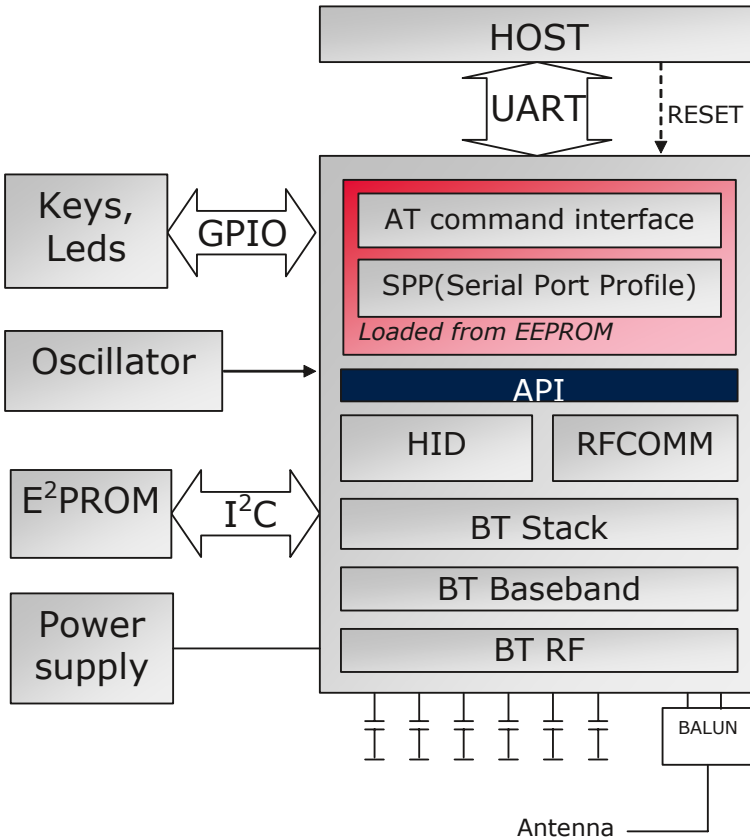 HOST
UART
RESET
Keys,
Leds
GPIO
AT command interface
SPP(Serial Port Profile)
Loaded from EEPROM
Oscillator
API
HID
RFCOMM
E²PROM
I²C
BT Stack
BT Baseband
Power
supply
BT RF
BALUN
Antenna